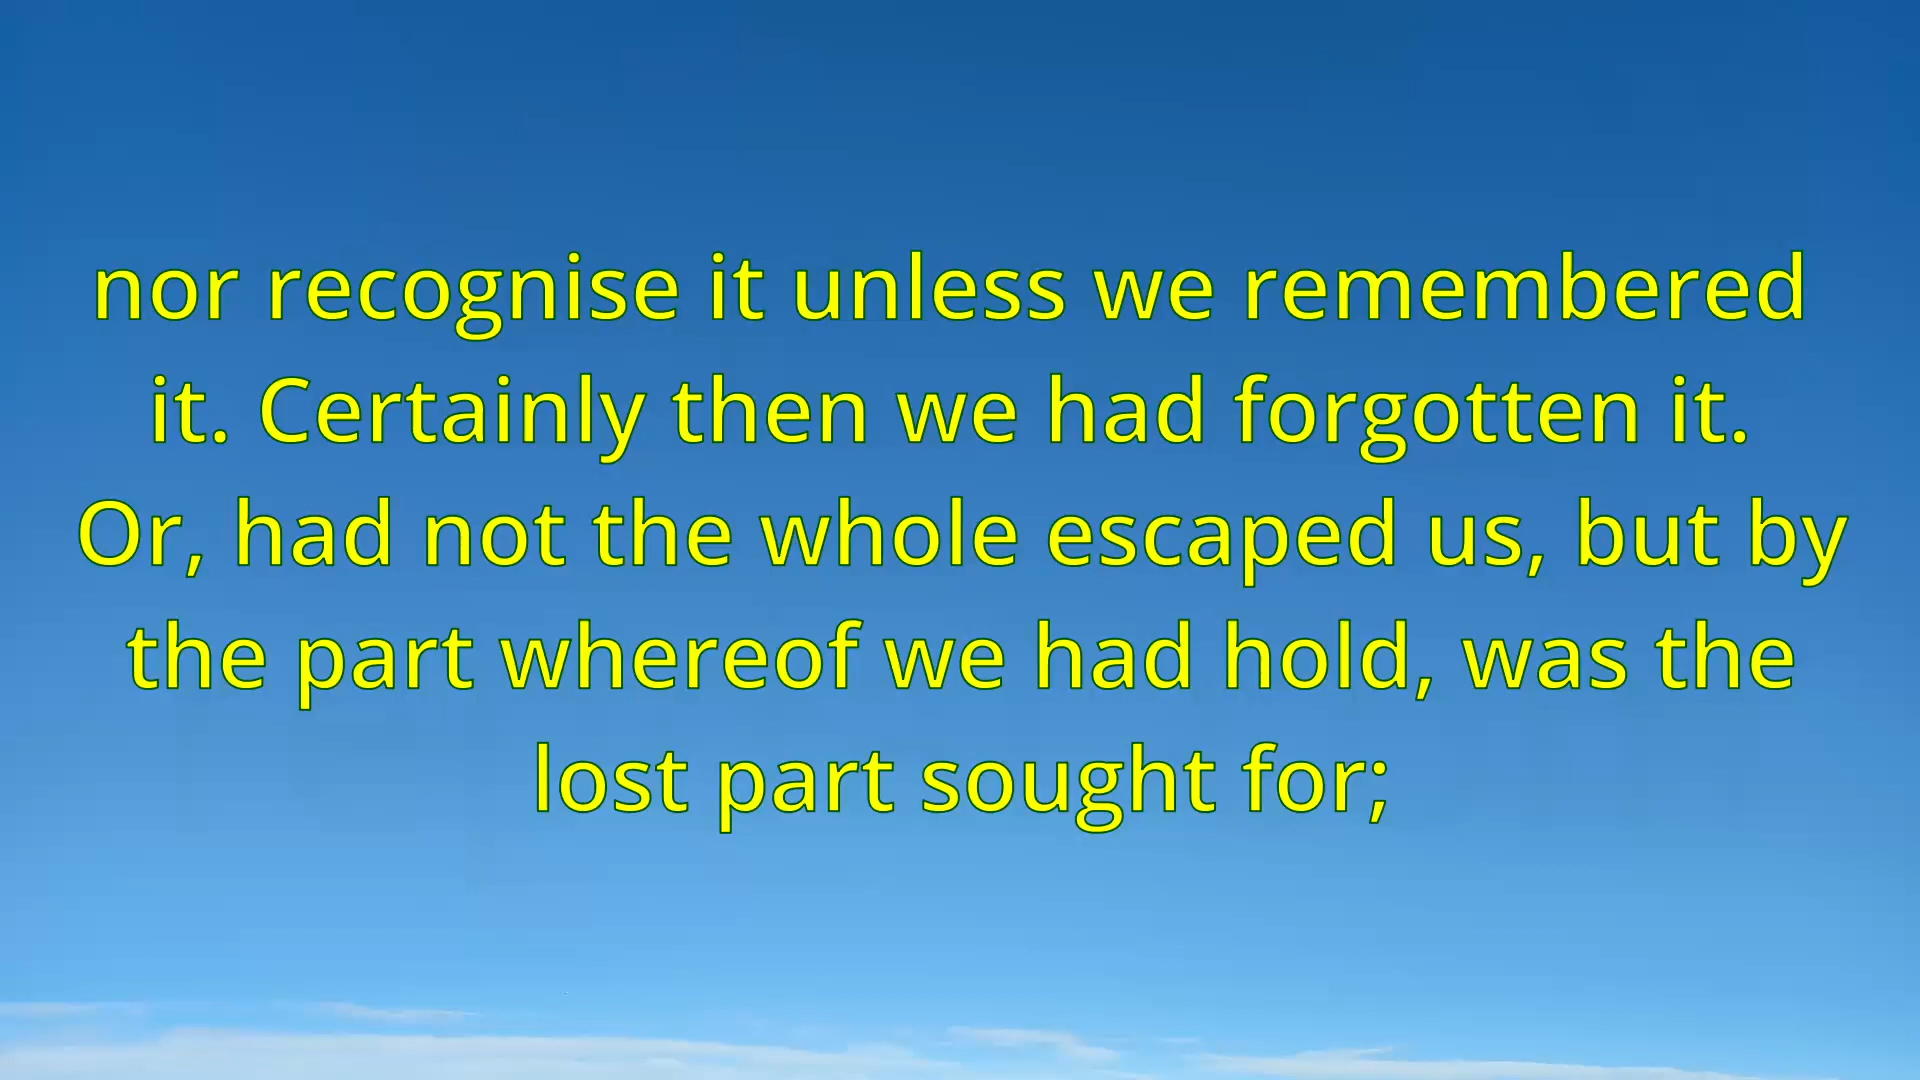 nor recognise it unless we remembered
it. Certainly then we had forgotten it.
Or, had not the whole escaped us, but by
the part whereof we had hold, was the
lost part sought for;